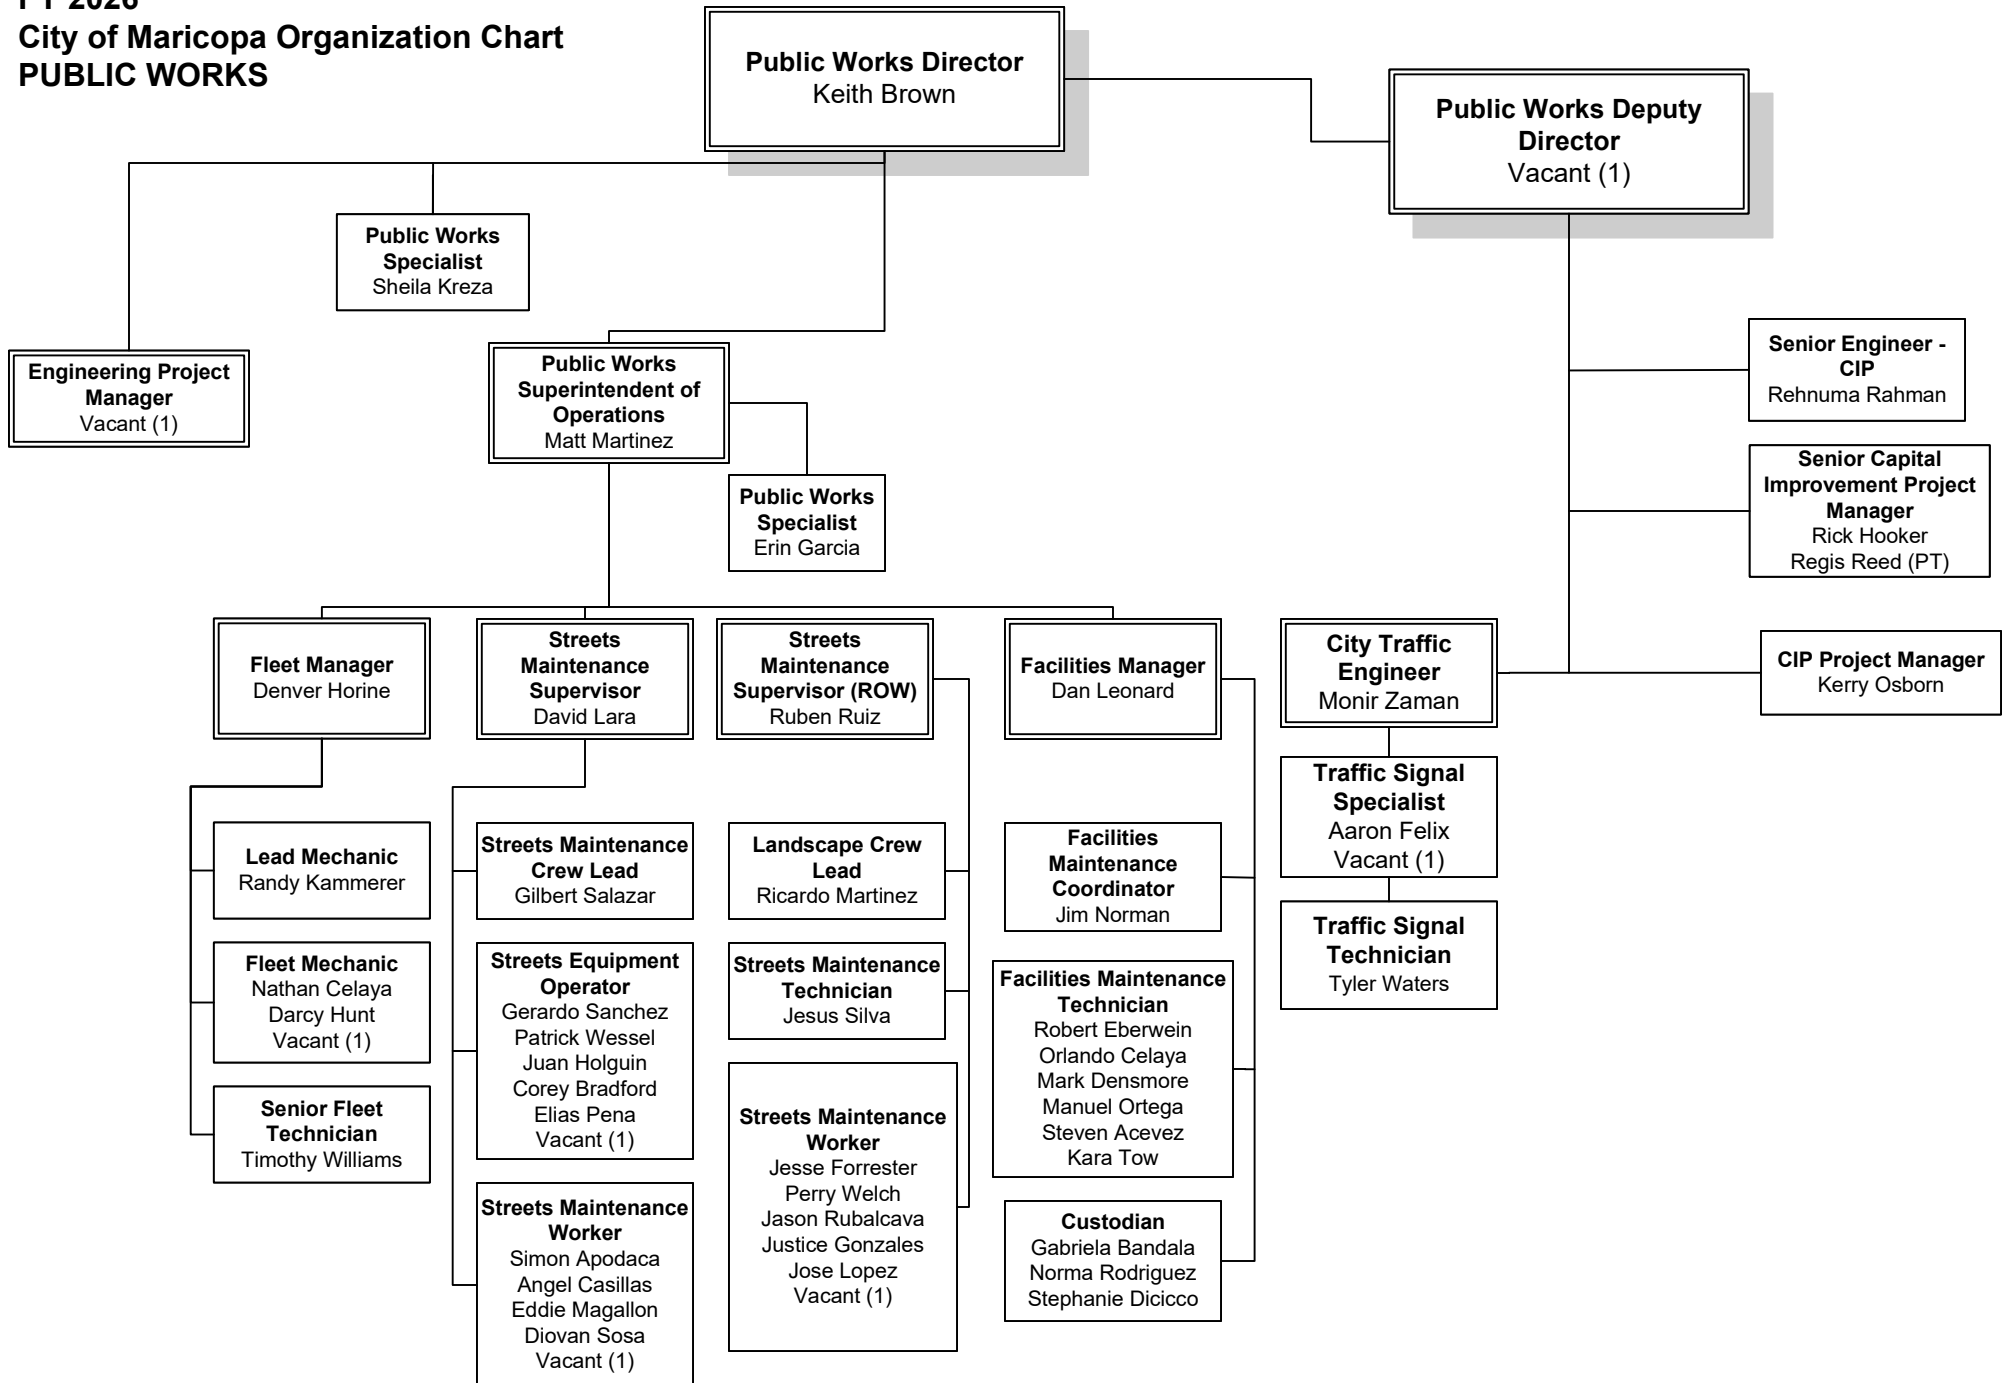 FY 2026
City of Maricopa Organization Chart
PUBLIC WORKS
Public Works Director
Keith Brown
Public Works Deputy
Director
Vacant (1)
Public Works
Specialist
Sheila Kreza
Engineering Project
Manager
Vacant (1)
Public Works
Superintendent of
Operations
Matt Martinez
Public Works
Specialist
Erin Garcia
Senior Engineer -
CIP
Rehnuma Rahman
Senior Capital
Improvement Project
Manager
Rick Hooker
Regis Reed (PT)
CIP Project Manager
Kerry Osborn
Fleet Manager
Denver Horine
Lead Mechanic
Randy Kammerer
Fleet Mechanic
Nathan Celaya
Darcy Hunt
Vacant (1)
Senior Fleet
Technician
Timothy Williams
Streets
Maintenance
Supervisor
David Lara
Streets Maintenance
Crew Lead
Gilbert Salazar
Streets Equipment
Operator
Gerardo Sanchez
Patrick Wessel
Juan Holguin
Corey Bradford
Elias Pena
Vacant (1)
Streets Maintenance
Worker
Simon Apodaca
Angel Casillas
Eddie Magallon
Diovan Sosa
Vacant (1)
Streets
Maintenance
Supervisor (ROW)
Ruben Ruiz
Landscape Crew
Lead
Ricardo Martinez
Streets Maintenance
Technician
Jesus Silva
Streets Maintenance
Worker
Jesse Forrester
Perry Welch
Jason Rubalcava
Justice Gonzales
Jose Lopez
Vacant (1)
Facilities Manager
Dan Leonard
Facilities
Maintenance
Coordinator
Jim Norman
Facilities Maintenance
Technician
Robert Eberwein
Orlando Celaya
Mark Densmore
Manuel Ortega
Steven Acevez
Kara Tow
Custodian
Gabriela Bandala
Norma Rodriguez
Stephanie Dicicco
City Traffic
Engineer
Monir Zaman
Traffic Signal
Specialist
Aaron Felix
Vacant (1)
Traffic Signal
Technician
Tyler Waters